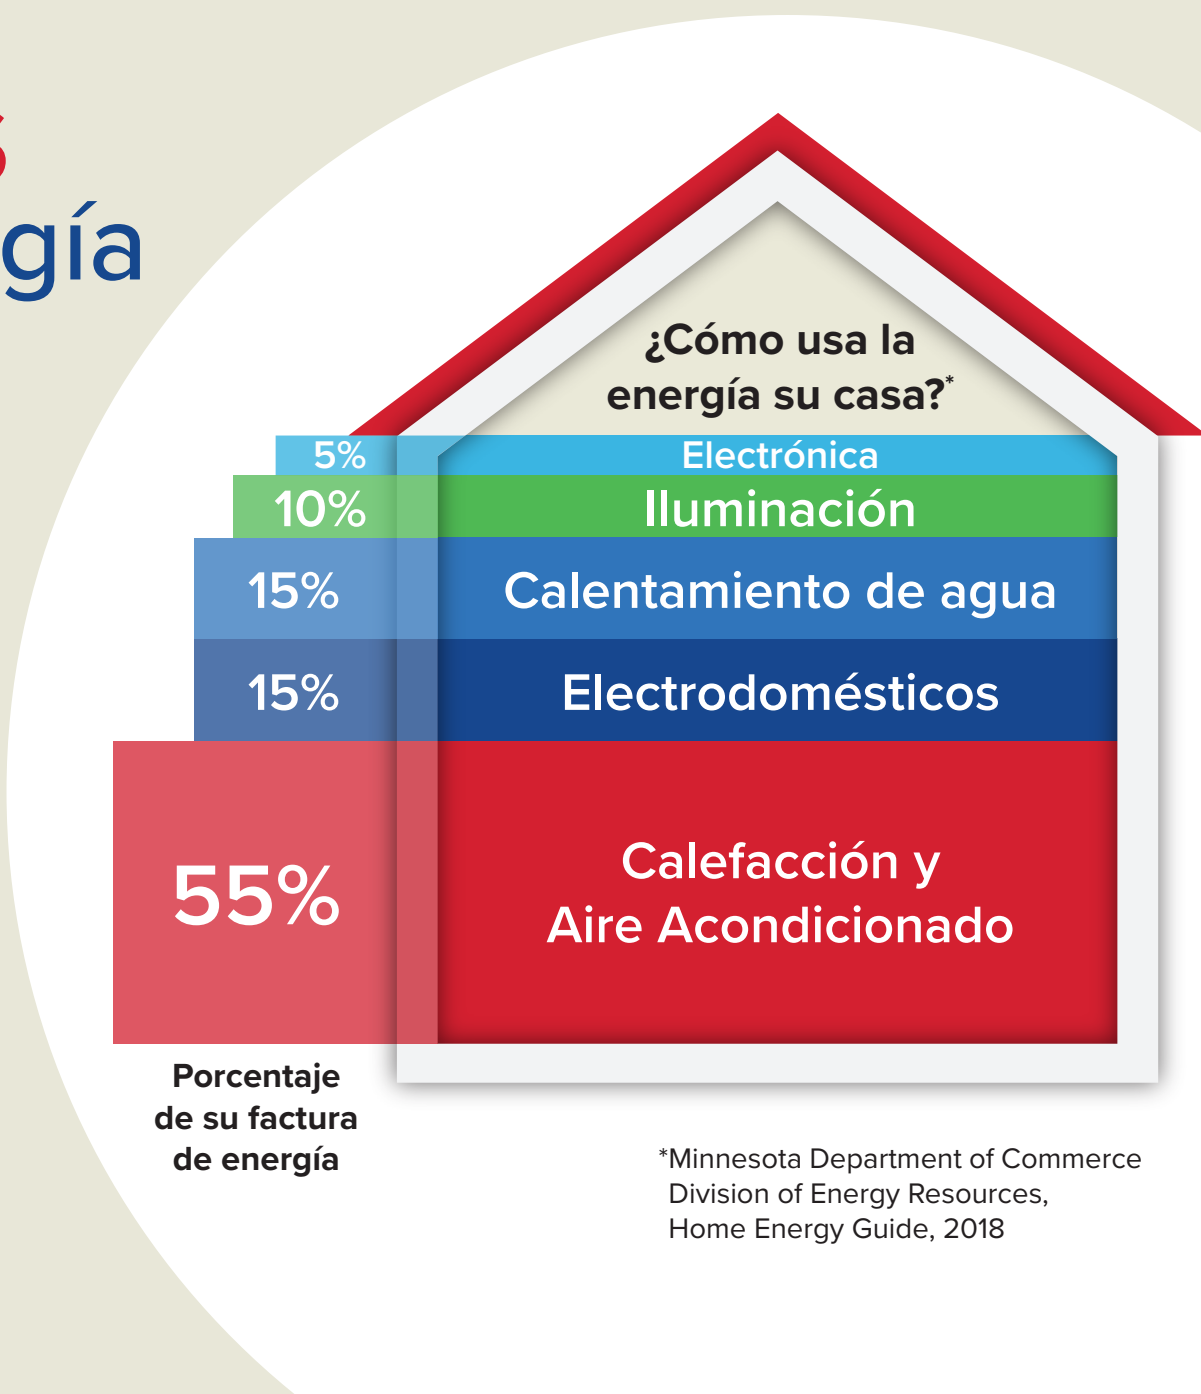 ¿Cómo usa la
energía su casa?*
5% Electrónica
10% Iluminación
15% Calentamiento de agua
15% Electrodomésticos
55% Calefacción y
Aire Acondicionado
Porcentaje
de su factura
de energía
*Minnesota Department of Commerce
Division of Energy Resources,
Home Energy Guide, 2018